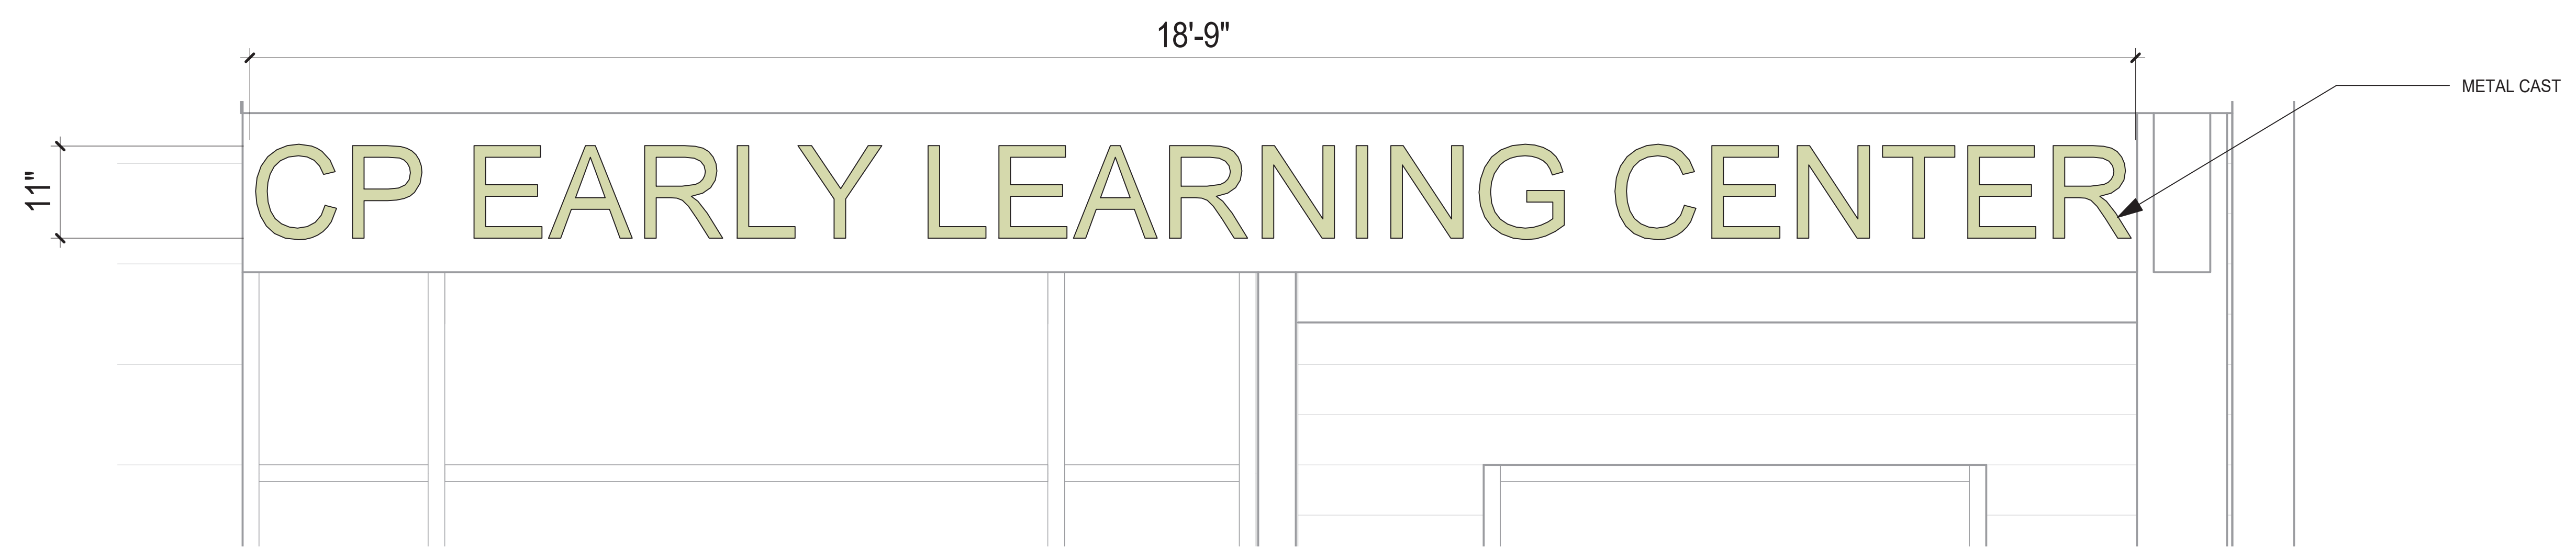 18'-9"
METAL CAST
11"
CP EARLY LEARNING CENTER